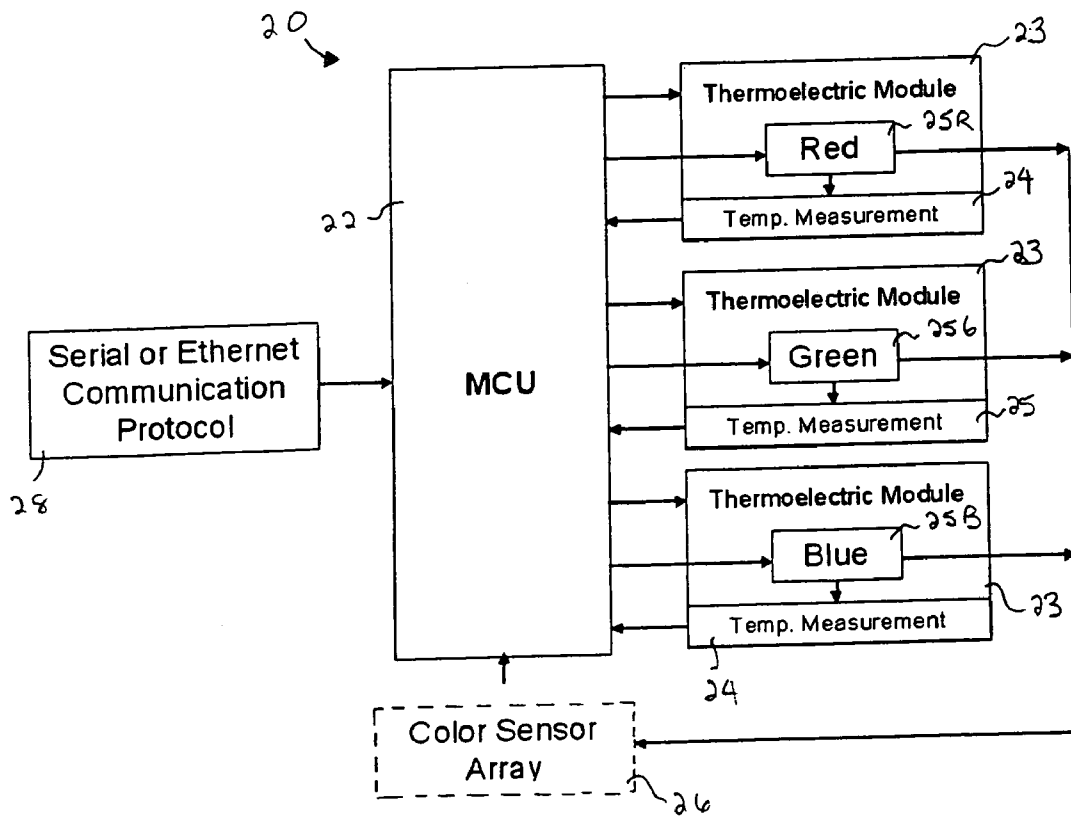 20
23
Thermoelectric Module
25R
Red
24
Temp. Measurement
22
23
Thermoelectric Module
256
Green
25
Temp. Measurement
Serial or Ethernet
Communication
Protocol
28
MCU
Thermoelectric Module
25B
Blue
23
Temp. Measurement
24
Color Sensor
Array
26